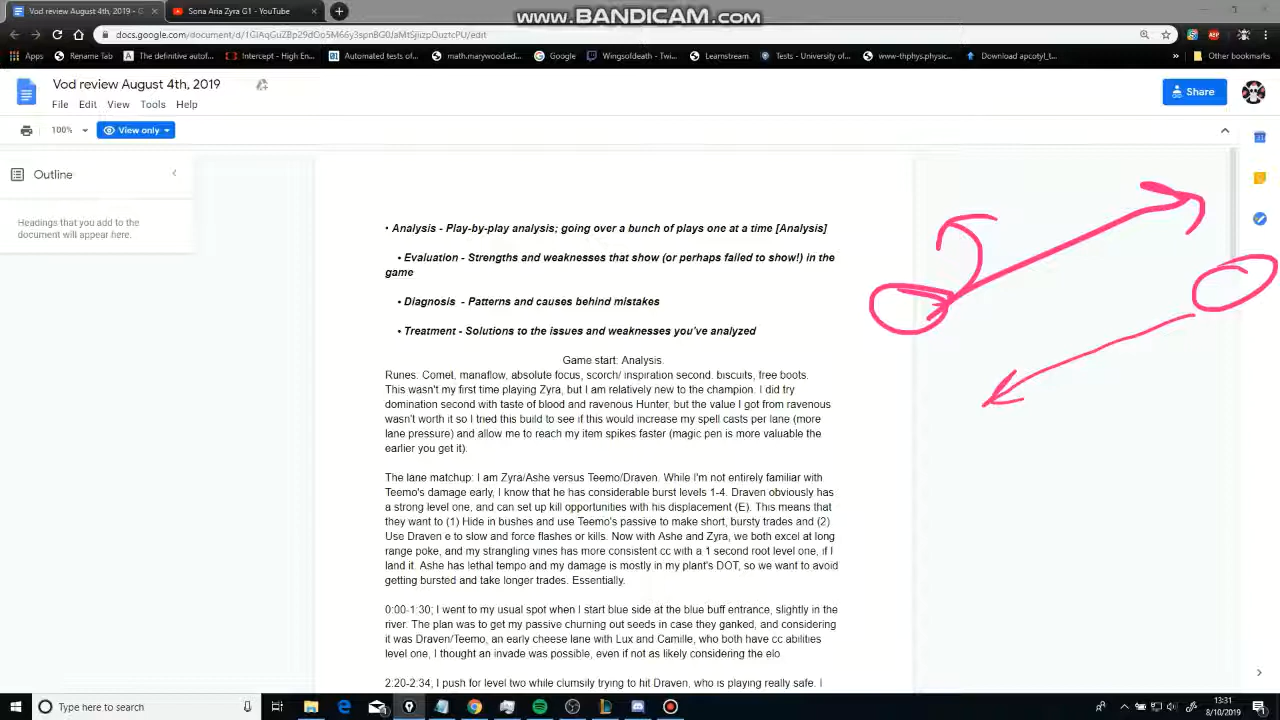 Vod review August 4th, 2019 - G
Sona Aria Zyra G1 - YouTube
www.BANDICAM.com
Apps
Rephrase Tab
A The definitive autof...
Intercept - High En...
Automated tests of...
math.marywood.ed...
Google
Wingsofdeath - Twi...
Learnstream
Tests - University of...
www-thphys.physic...
Download apcotyl_t...
Other bookmarks
Vod review August 4th, 2019
File Edit View Tools Help
Share
100%
View only
Outline
Headings that you add to the
document will appear here.
• Analysis - Play-by-play analysis; going over a bunch of plays one at a time [Analysis]
• Evaluation - Strengths and weaknesses that show (or perhaps failed to show!) in the
game
• Diagnosis - Patterns and causes behind mistakes
• Treatment - Solutions to the issues and weaknesses you've analyzed
Game start: Analysis.
Runes: Comet, manaflow, absolute focus, scorch/ inspiration second. biscuits, free boots.
This wasn't my first time playing Zyra, but I am relatively new to the champion. I did try
domination second with taste of blood and ravenous Hunter, but the value I got from ravenous
wasn't worth it so I tried this build to see if this would increase my spell casts per lane (more
lane pressure) and allow me to reach my item spikes faster (magic pen is more valuable the
earlier you get it).
The lane matchup: I am Zyra/Ashe versus Teemo/Draven. While I'm not entirely familiar with
Teemo's damage early, I know that he has considerable burst levels 1-4. Draven obviously has
a strong level one, and can set up kill opportunities with his displacement (E). This means that
they want to (1) Hide in bushes and use Teemo's passive to make short, bursty trades and (2)
Use Draven e to slow and force flashes or kills. Now with Ashe and Zyra, we both excel at long
range poke, and my strangling vines has more consistent cc with a 1 second root level one, if I
land it. Ashe has lethal tempo and my damage is mostly in my plant's DOT, so we want to avoid
getting bursted and take longer trades. Essentially.
0:00-1:30; I went to my usual spot when I start blue side at the blue buff entrance, slightly in the
river. The plan was to get my passive churning out seeds in case they ganked, and considering
it was Draven/Teemo, an early cheese lane with Lux and Camille, who both have cc abilities
level one, I thought an invade was possible, even if not as likely considering the elo
2:20-2:34; I push for level two while clumsily trying to hit Draven, who is playing really safe. I
Type here to search
13:31
8/10/2019